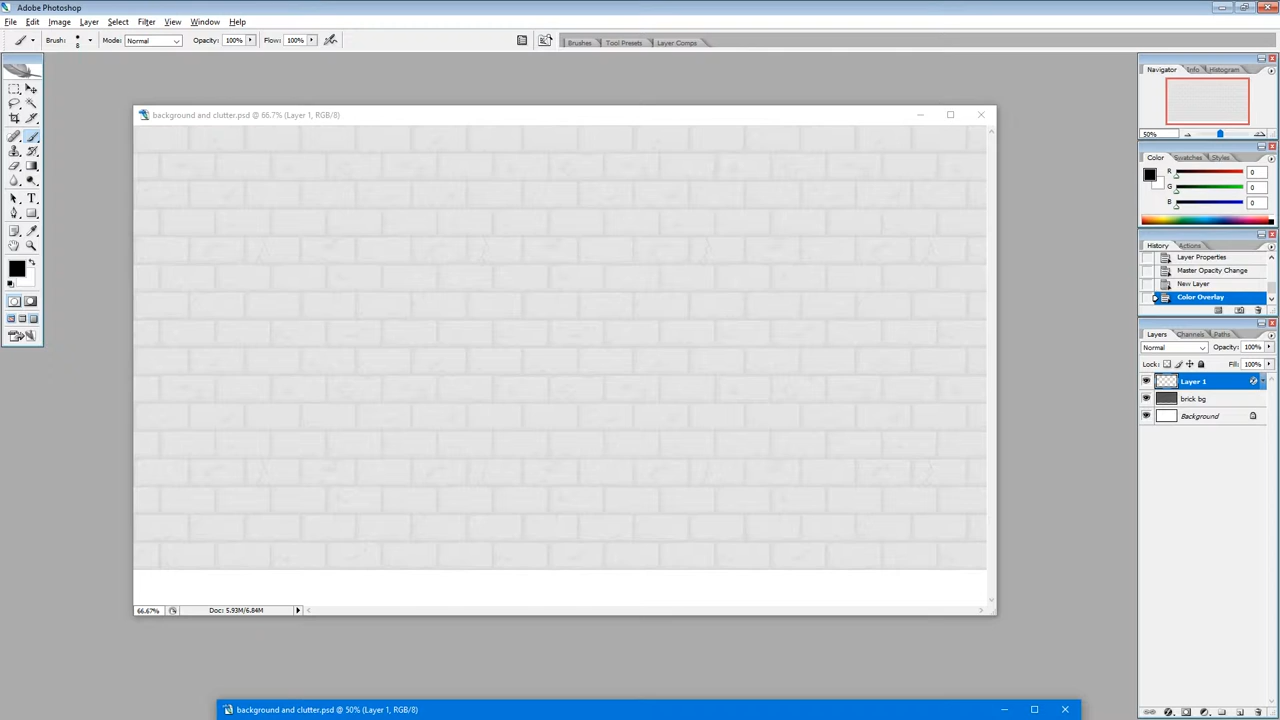 Adobe Photoshop
File Edit Image Layer Select Filter View Window Help
Brush: 8 Mode: Normal Opacity: 100% Flow: 100% Brushes Tool Presets Layer Comps
Navigator Info Histogram
50%
Color Swatches Styles
R 0
G 0
B 0
History Actions
Layer Properties
Master Opacity Change
New Layer
Color Overlay
Layers Channels Paths
Normal Opacity: 100%
Lock: Fill: 100%
Layer 1
brick bg
Background
background and clutter.psd @ 66.7% (Layer 1, RGB/8)
66.67% Doc: 5.93M/6.84M
background and clutter.psd @ 50% (Layer 1, RGB/8)